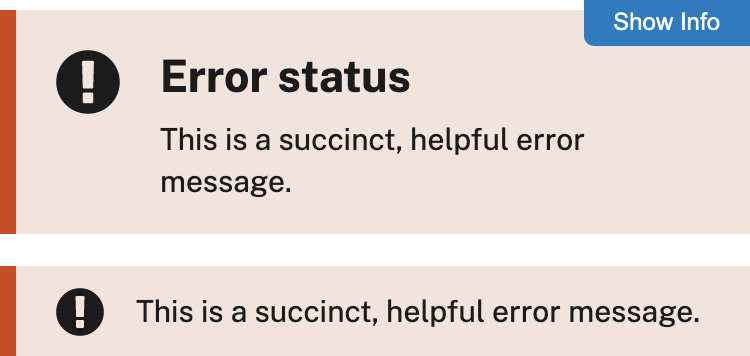 Show Info
Error status
This is a succinct, helpful error
message.
This is a succinct, helpful error message.